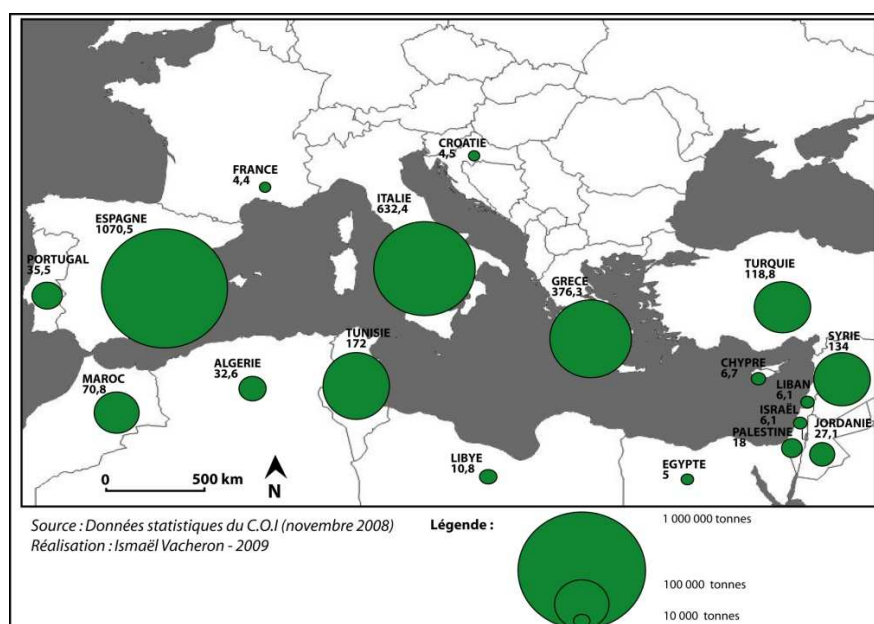 CROATIE
4,5
FRANCE
4,4
ITALIE
632,4
ESPAGNE
1070,5
PORTUGAL
35,5
GRECE
376,3
TURQUIE
118,8
TUNISIE
172
SYRIE
134
ALGERIE
32,6
CHYPRE
6,7
MAROC
70,8
LIBAN
6,1
ISRAËL
6,1
PALESTINE
18
JORDANIE
27,1
LIBYE
10,8
EGYPTE
5
0 500 km
N
Source : Données statistiques du C.O.I (novembre 2008)
Réalisation : Ismaël Vacheron - 2009
Légende :
1 000 000 tonnes
100 000 tonnes
10 000 tonnes